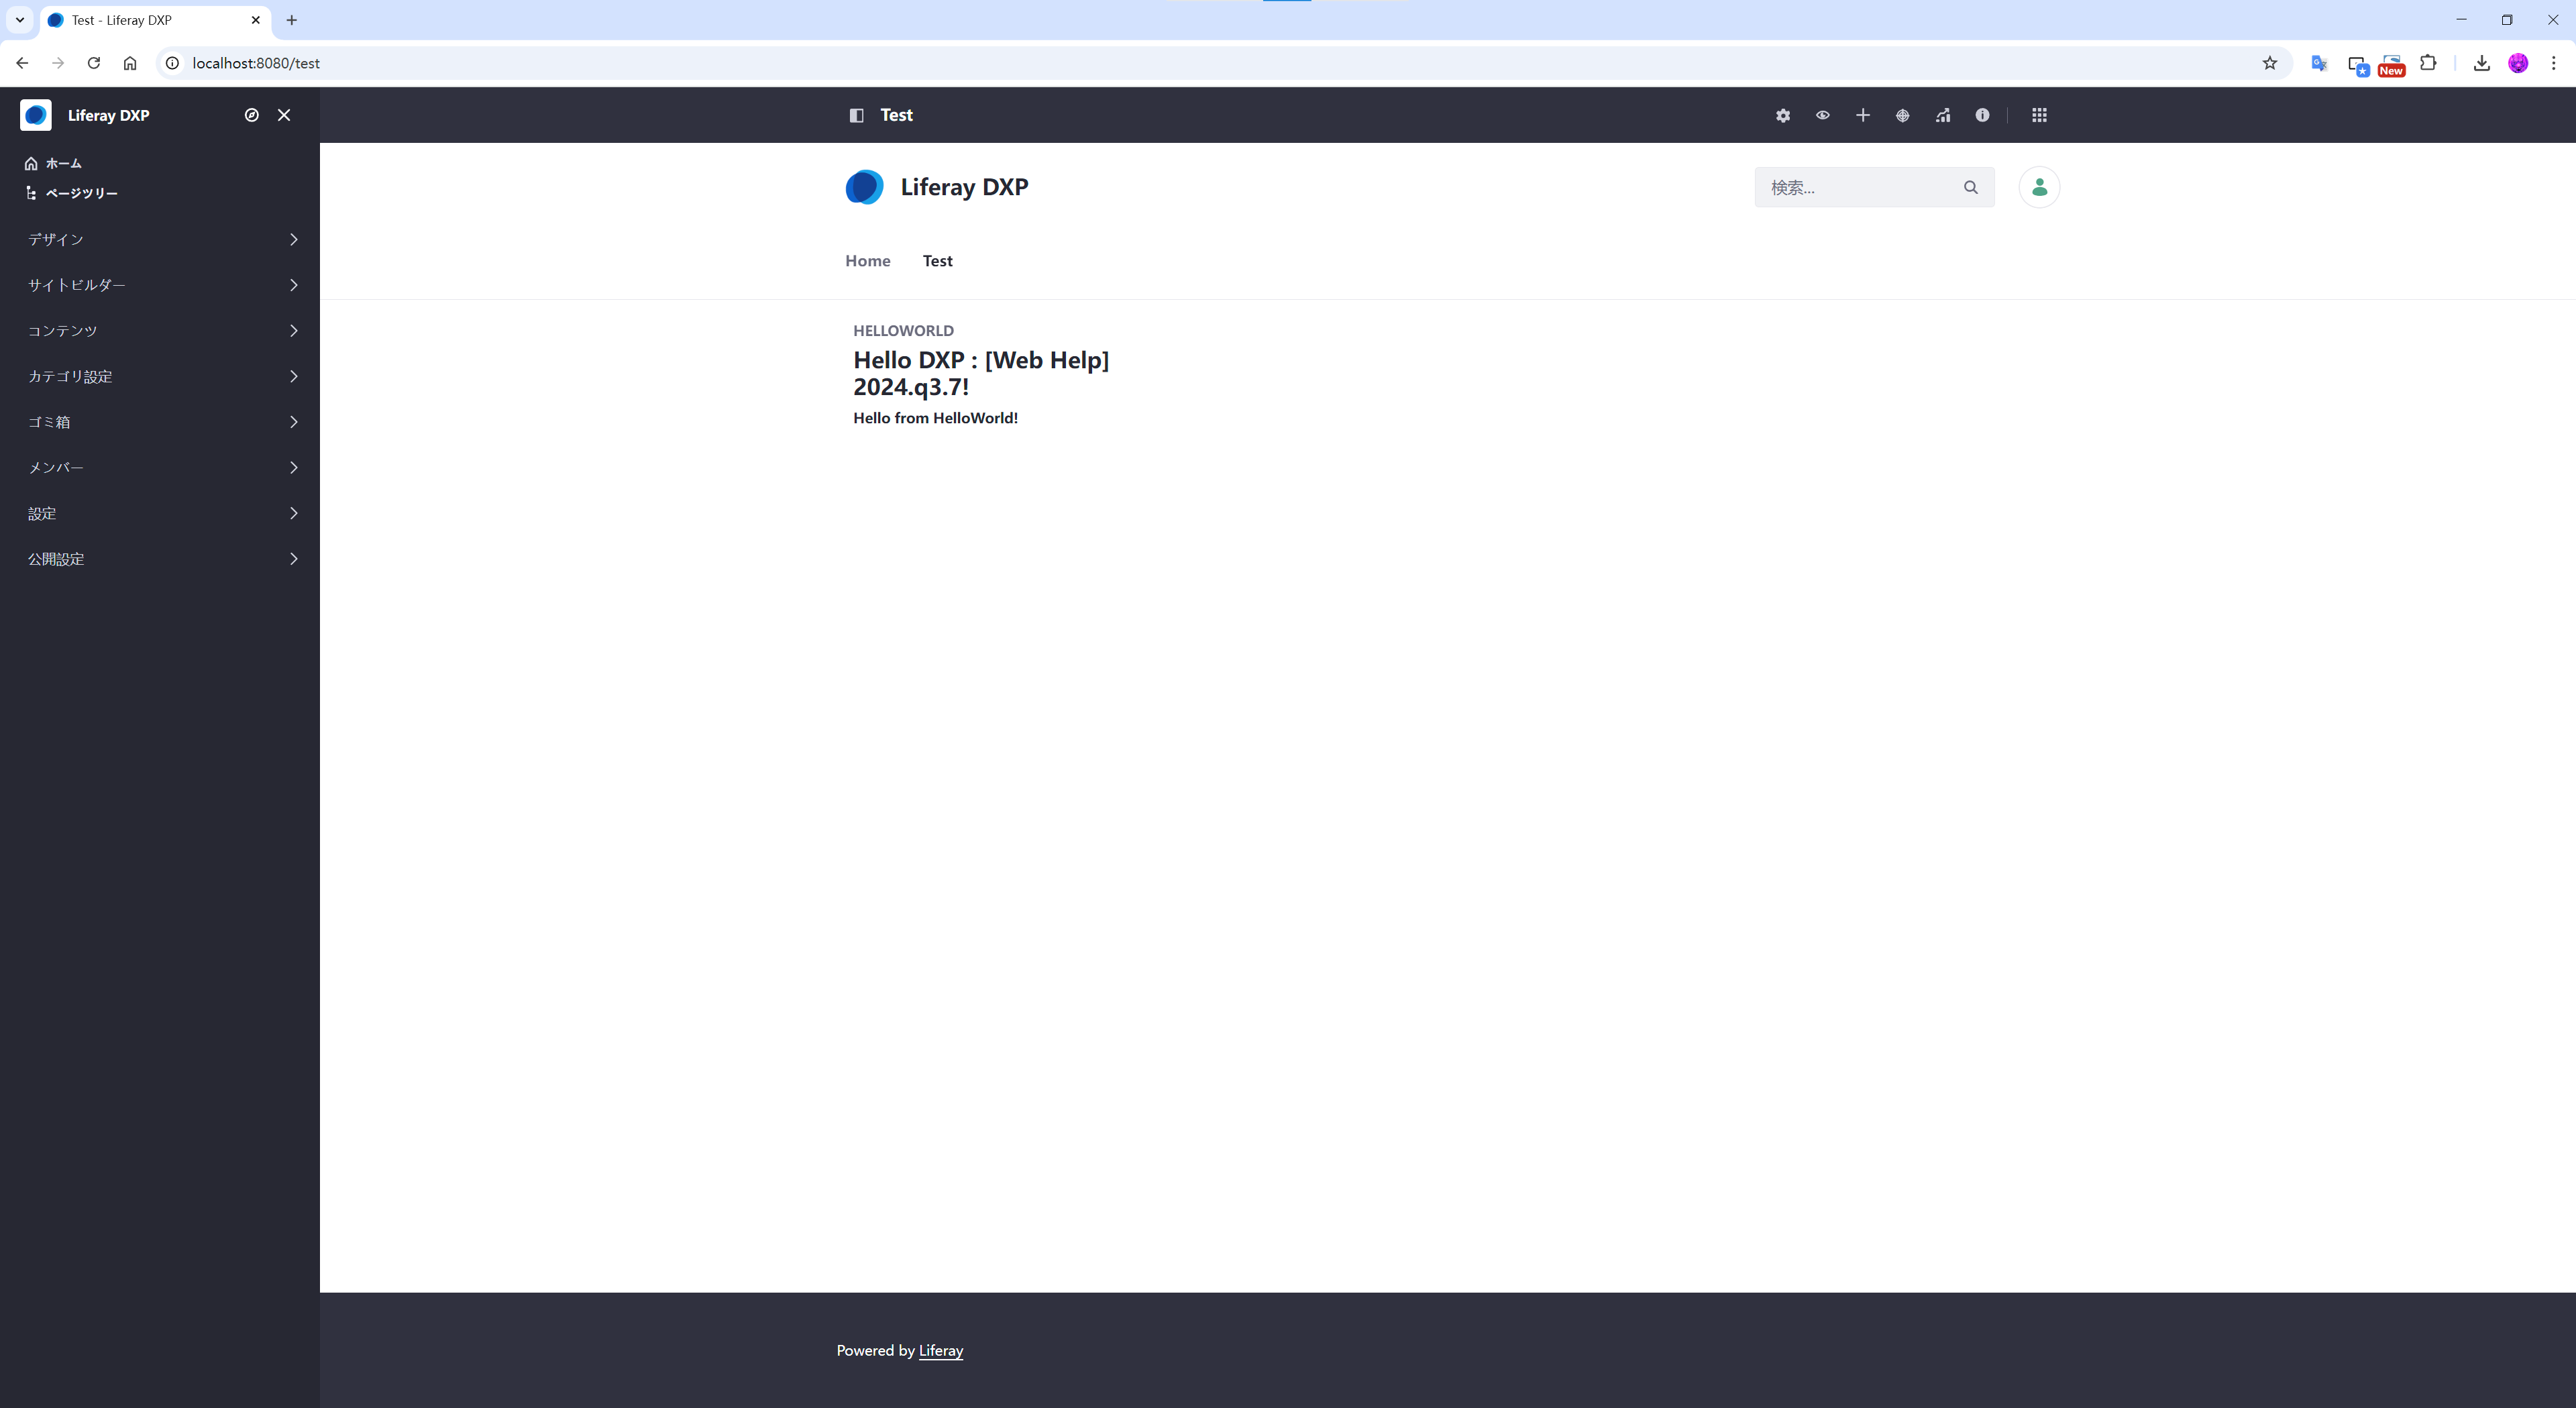 Test - Liferay DXP
localhost:8080/test
New
Liferay DXP
Test
ホーム
ページツリー
デザイン
サイトビルダー
コンテンツ
カテゴリ設定
ゴミ箱
メンバー
設定
公開設定
Liferay DXP
検索...
Home
Test
HELLOWORLD
Hello DXP : [Web Help]
2024.q3.7!
Hello from HelloWorld!
Powered by Liferay